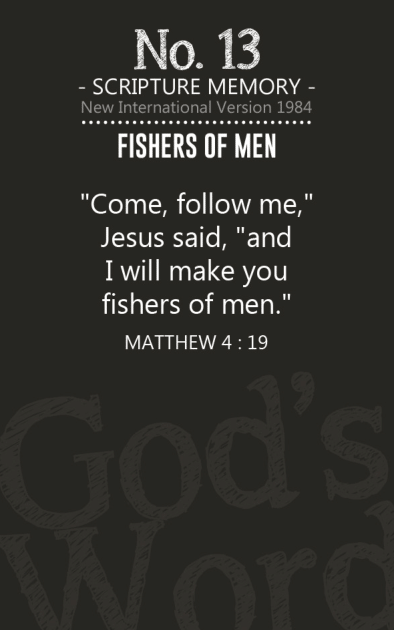 No. 13
- SCRIPTURE MEMORY -
New International Version 1984
FISHERS OF MEN
"Come, follow me,"
Jesus said, "and
I will make you
fishers of men."
MATTHEW 4 : 19
God's
Word